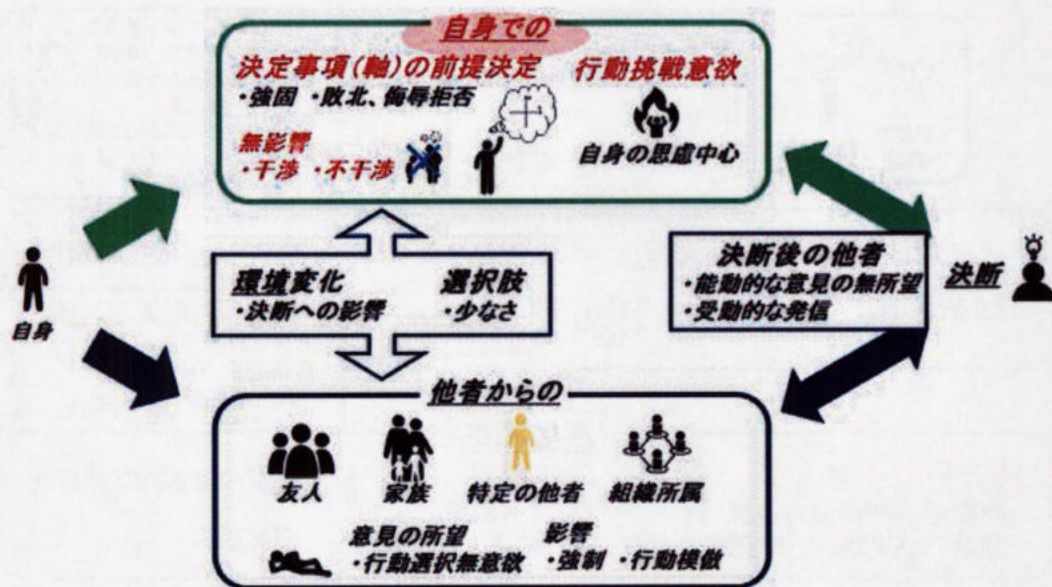 自身での
決定事項(軸)の前提決定
行動挑戦意欲
・強固 ・敗北、侮辱拒否
無影響
・干渉 ・不干渉
自身の思慮中心
自身
環境変化
・決断への影響
選択肢
・少なさ
決断後の他者
・能動的な意見の無所望
・受動的な発信
決断
他者からの
友人
家族
特定の他者
組織所属
意見の所望
・行動選択無意欲
影響
・強制 ・行動模倣